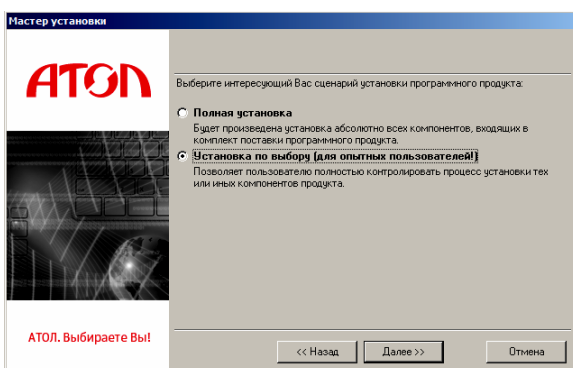 Мастер установки
АТОЛ
Выберите интересующий Вас сценарий установки программного продукта:
Полная установка
Будет произведена установка абсолютно всех компонентов, входящих в
комплект поставки программного продукта.
Установка по выбору (для опытных пользователей!)
Позволяет пользователю полностью контролировать процесс установки тех
или иных компонентов продукта.
АТОЛ. Выбираете Вы!
<< Назад
Далее >>
Отмена